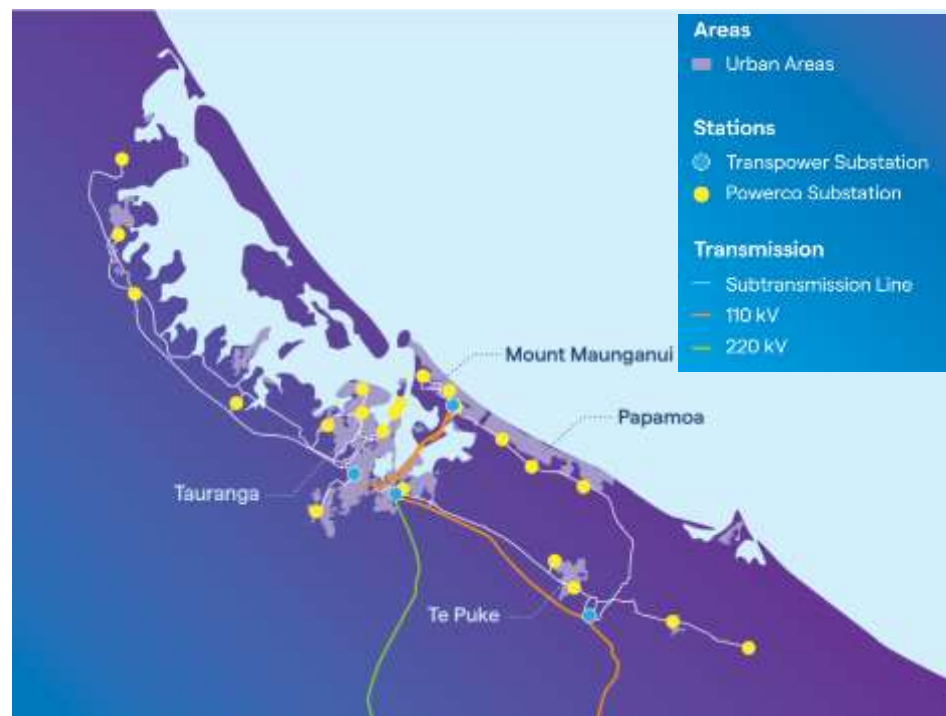 Areas
Urban Areas
Stations
Transpower Substation
Powerco Substation
Transmission
Subtransmission Line
110 kV
220 kV
Mount Maunganui
Papamoa
Tauranga
Te Puke